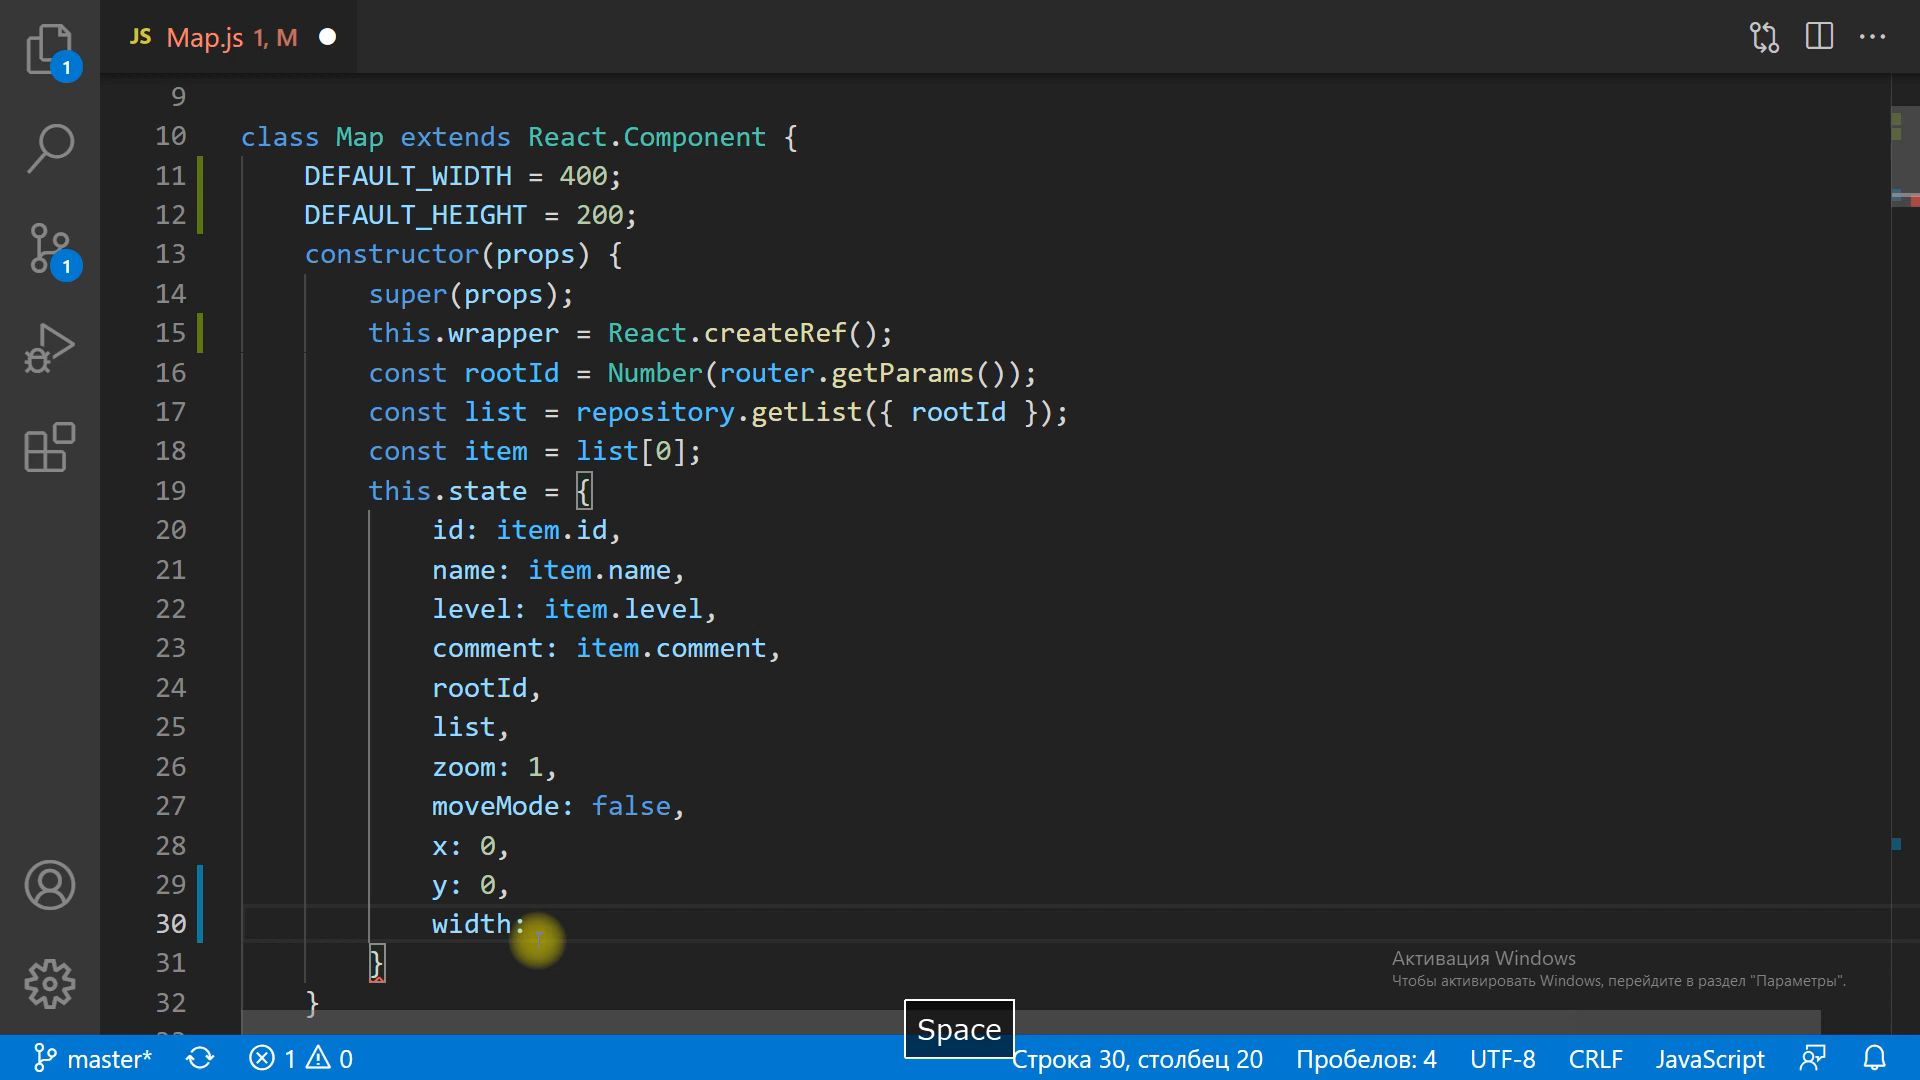 JS Map.js 1, M
9
10 class Map extends React.Component {
11 DEFAULT_WIDTH = 400;
12 DEFAULT_HEIGHT = 200;
13 constructor(props) {
14 super(props);
15 this.wrapper = React.createRef();
16 const rootId = Number(router.getParams());
17 const list = repository.getList({ rootId });
18 const item = list[0];
19 this.state = {
20 id: item.id,
21 name: item.name,
22 level: item.level,
23 comment: item.comment,
24 rootId,
25 list,
26 zoom: 1,
27 moveMode: false,
28 x: 0,
29 y: 0,
30 width:
31 }
32 }
1
1
Активация Windows
Чтобы активировать Windows, перейдите в раздел "Параметры".
Space
master* 1 0 Строка 30, столбец 20 Пробелов: 4 UTF-8 CRLF JavaScript